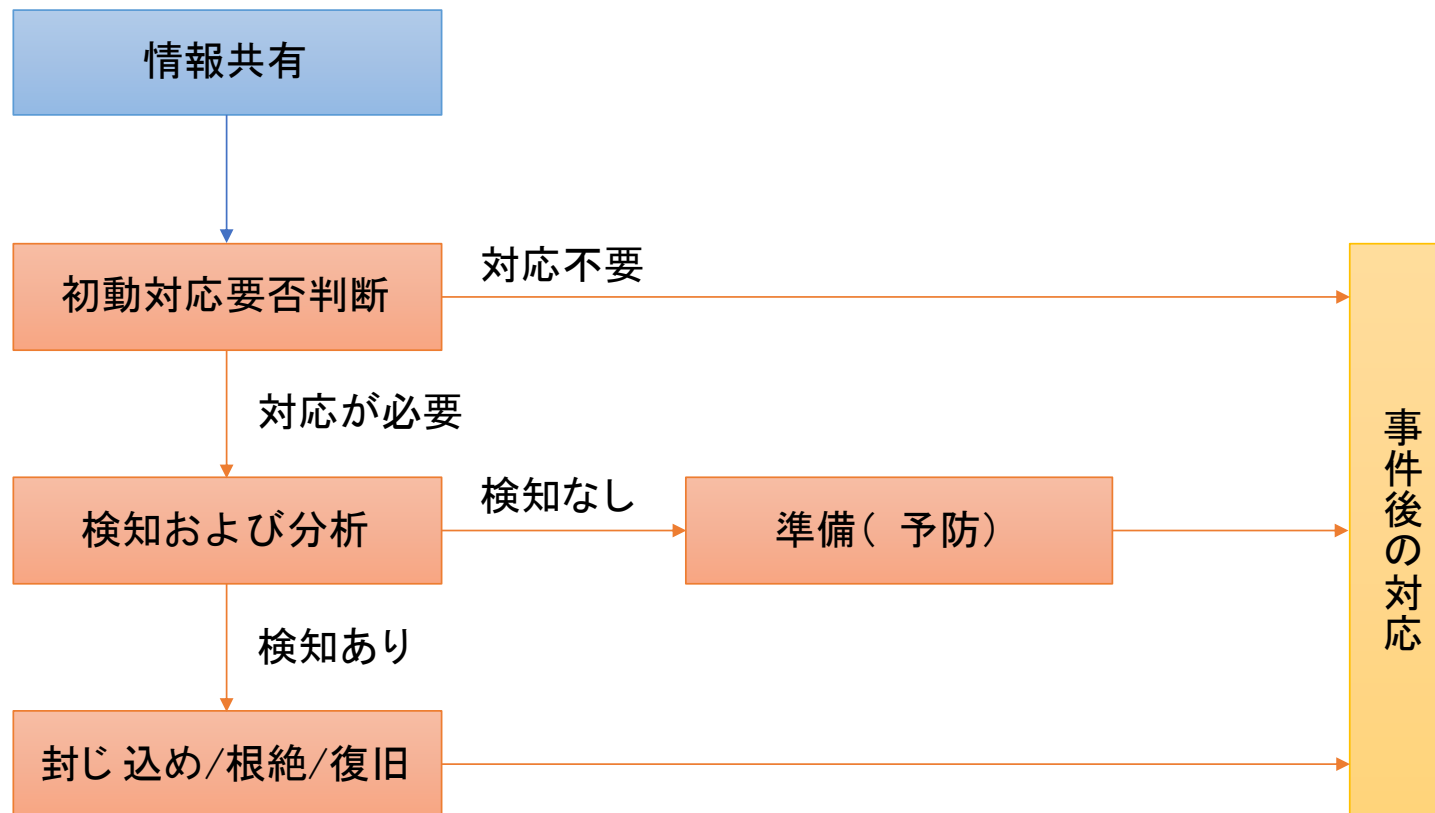 情報共有
初動対応要否判断
対応不要
対応が必要
検知および分析
検知なし
準備( 予防)
検知あり
封じ 込め/根絶/復旧
事件後の対応